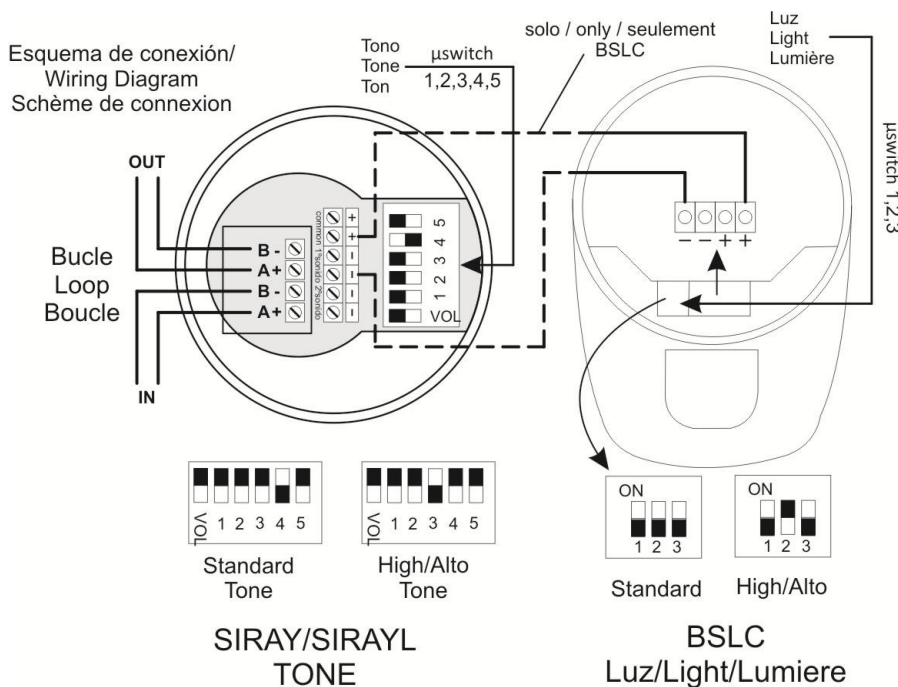 Esquema de conexión/
Wiring Diagram
Schème de connexion
Tono
Tone
Ton
µswitch
1,2,3,4,5
solo / only / seulement
BSLC
Luz
Light
Lumière
µswitch 1,2,3
OUT
Bucle
Loop
Boucle
IN
B -
A+
B -
A+
common 1ºsonido 2ºsonido
+
+
–
–
–
–
5
4
3
2
1
VOL
– – + +
VOL 1 2 3 4 5
Standard
Tone
VOL 1 2 3 4 5
High/Alto
Tone
SIRAY/SIRAYL
TONE
ON
1 2 3
Standard
ON
1 2 3
High/Alto
BSLC
Luz/Light/Lumiere